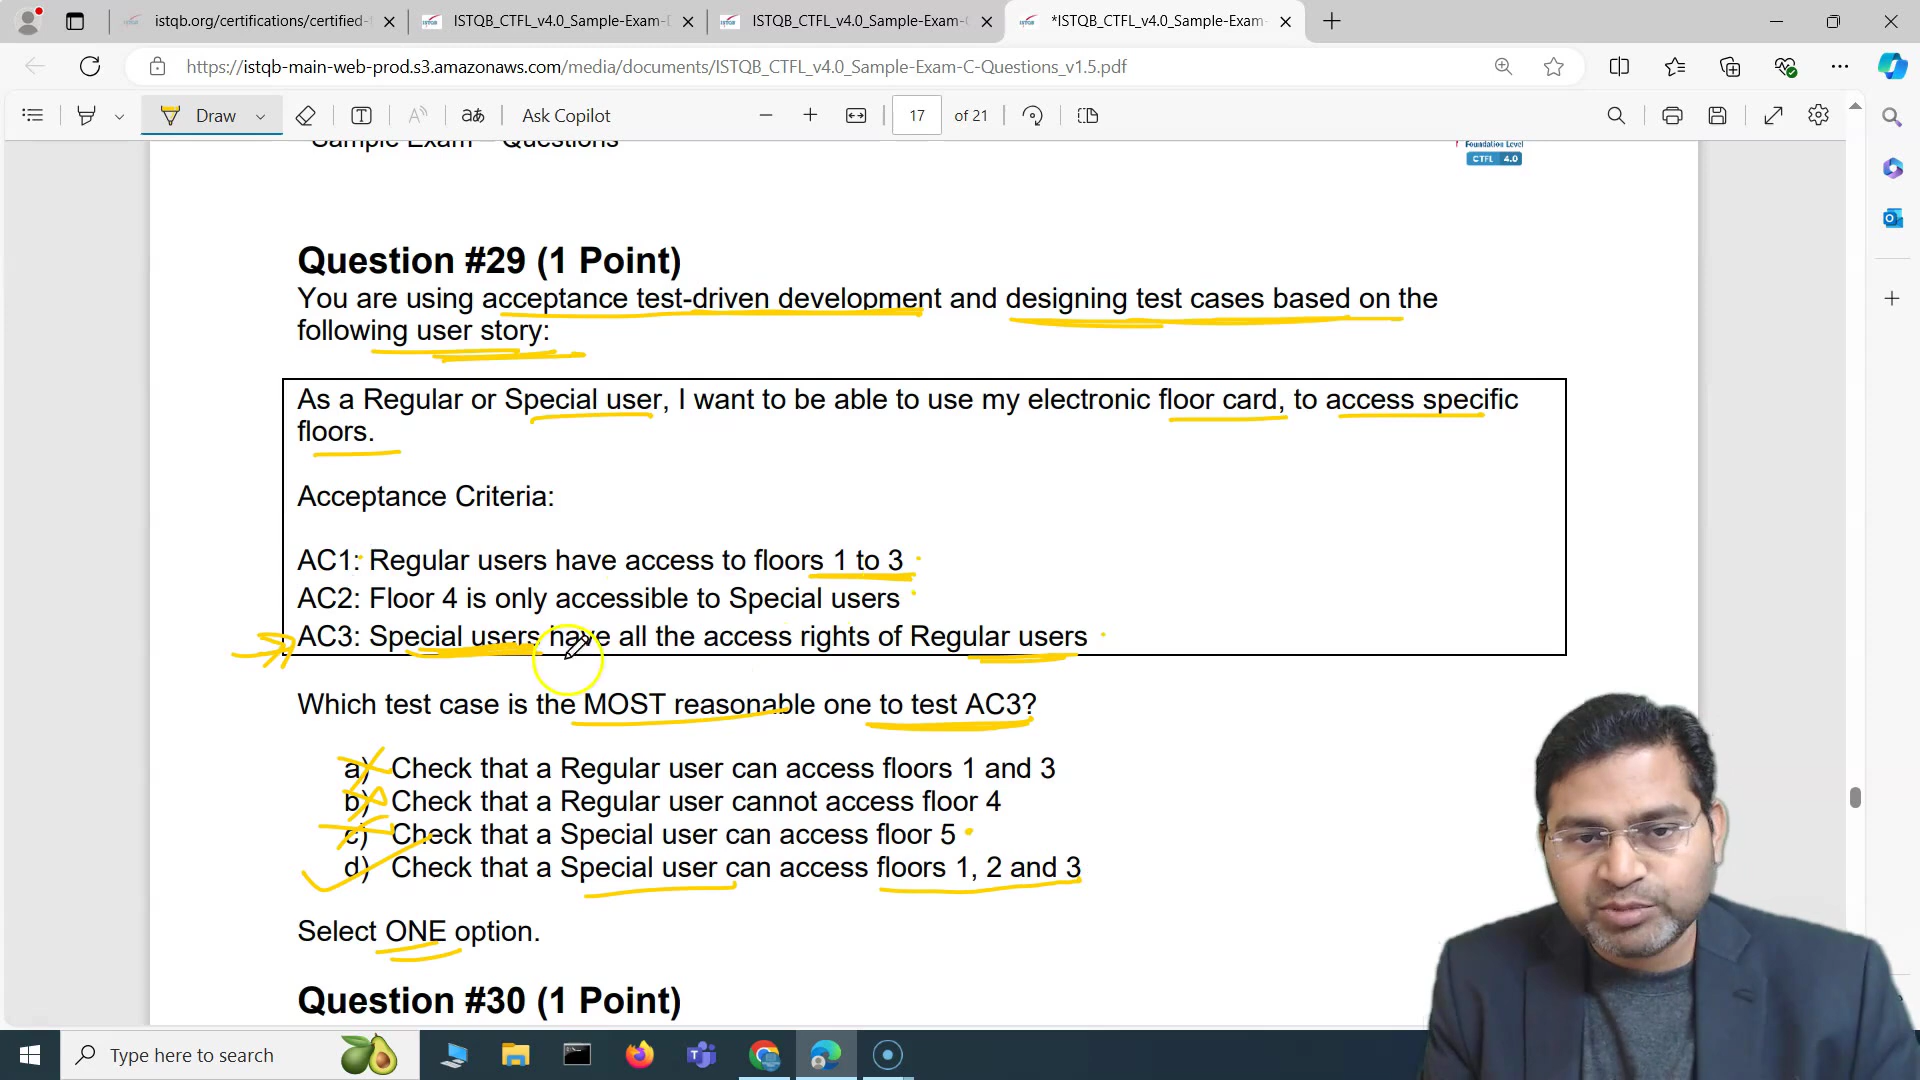 istqb.org/certifications/certified-
ISTQB_CTFL_v4.0_Sample-Exam-
ISTQB_CTFL_v4.0_Sample-Exam-
*ISTQB_CTFL_v4.0_Sample-Exam-
https://istqb-main-web-prod.s3.amazonaws.com/media/documents/ISTQB_CTFL_v4.0_Sample-Exam-C-Questions_v1.5.pdf
Draw
aあ
Ask Copilot
17 of 21
Sample Exam – Questions
Foundation Level
CTFL 4.0
Question #29 (1 Point)
You are using acceptance test-driven development and designing test cases based on the
following user story:
As a Regular or Special user, I want to be able to use my electronic floor card, to access specific
floors.
Acceptance Criteria:
AC1: Regular users have access to floors 1 to 3
AC2: Floor 4 is only accessible to Special users
AC3: Special users have all the access rights of Regular users
Which test case is the MOST reasonable one to test AC3?
a) Check that a Regular user can access floors 1 and 3
b) Check that a Regular user cannot access floor 4
c) Check that a Special user can access floor 5
d) Check that a Special user can access floors 1, 2 and 3
Select ONE option.
Question #30 (1 Point)
Type here to search